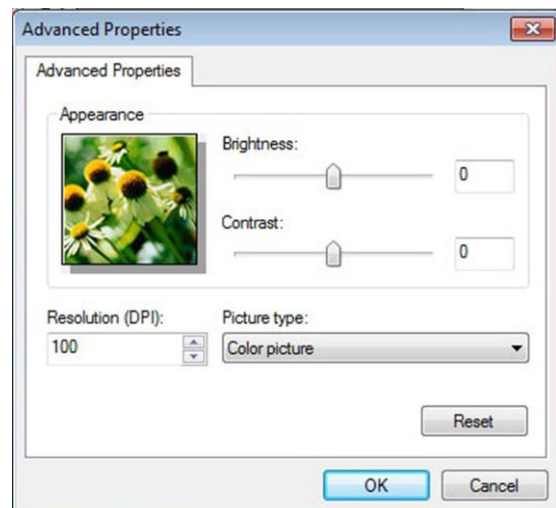 Advanced Properties
Advanced Properties
Appearance
Brightness:
0
Contrast:
0
Resolution (DPI):
100
Picture type:
Color picture
Reset
OK
Cancel